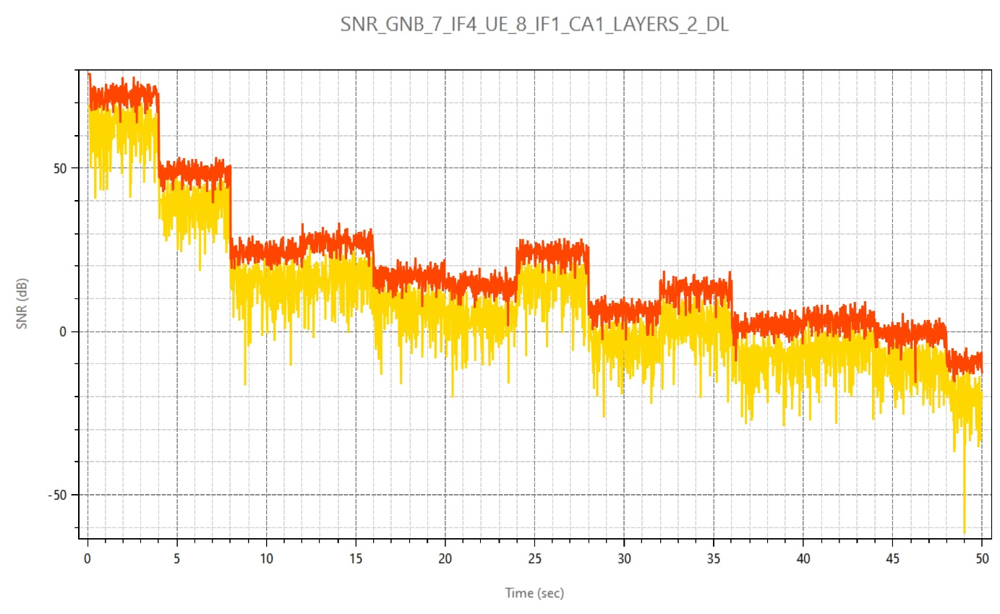 SNR_GNB_7_IF4_UE_8_IF1_CA1_LAYERS_2_DL
50
0
-50
SNR (dB)
0 5 10 15 20 25 30 35 40 45 50
Time (sec)